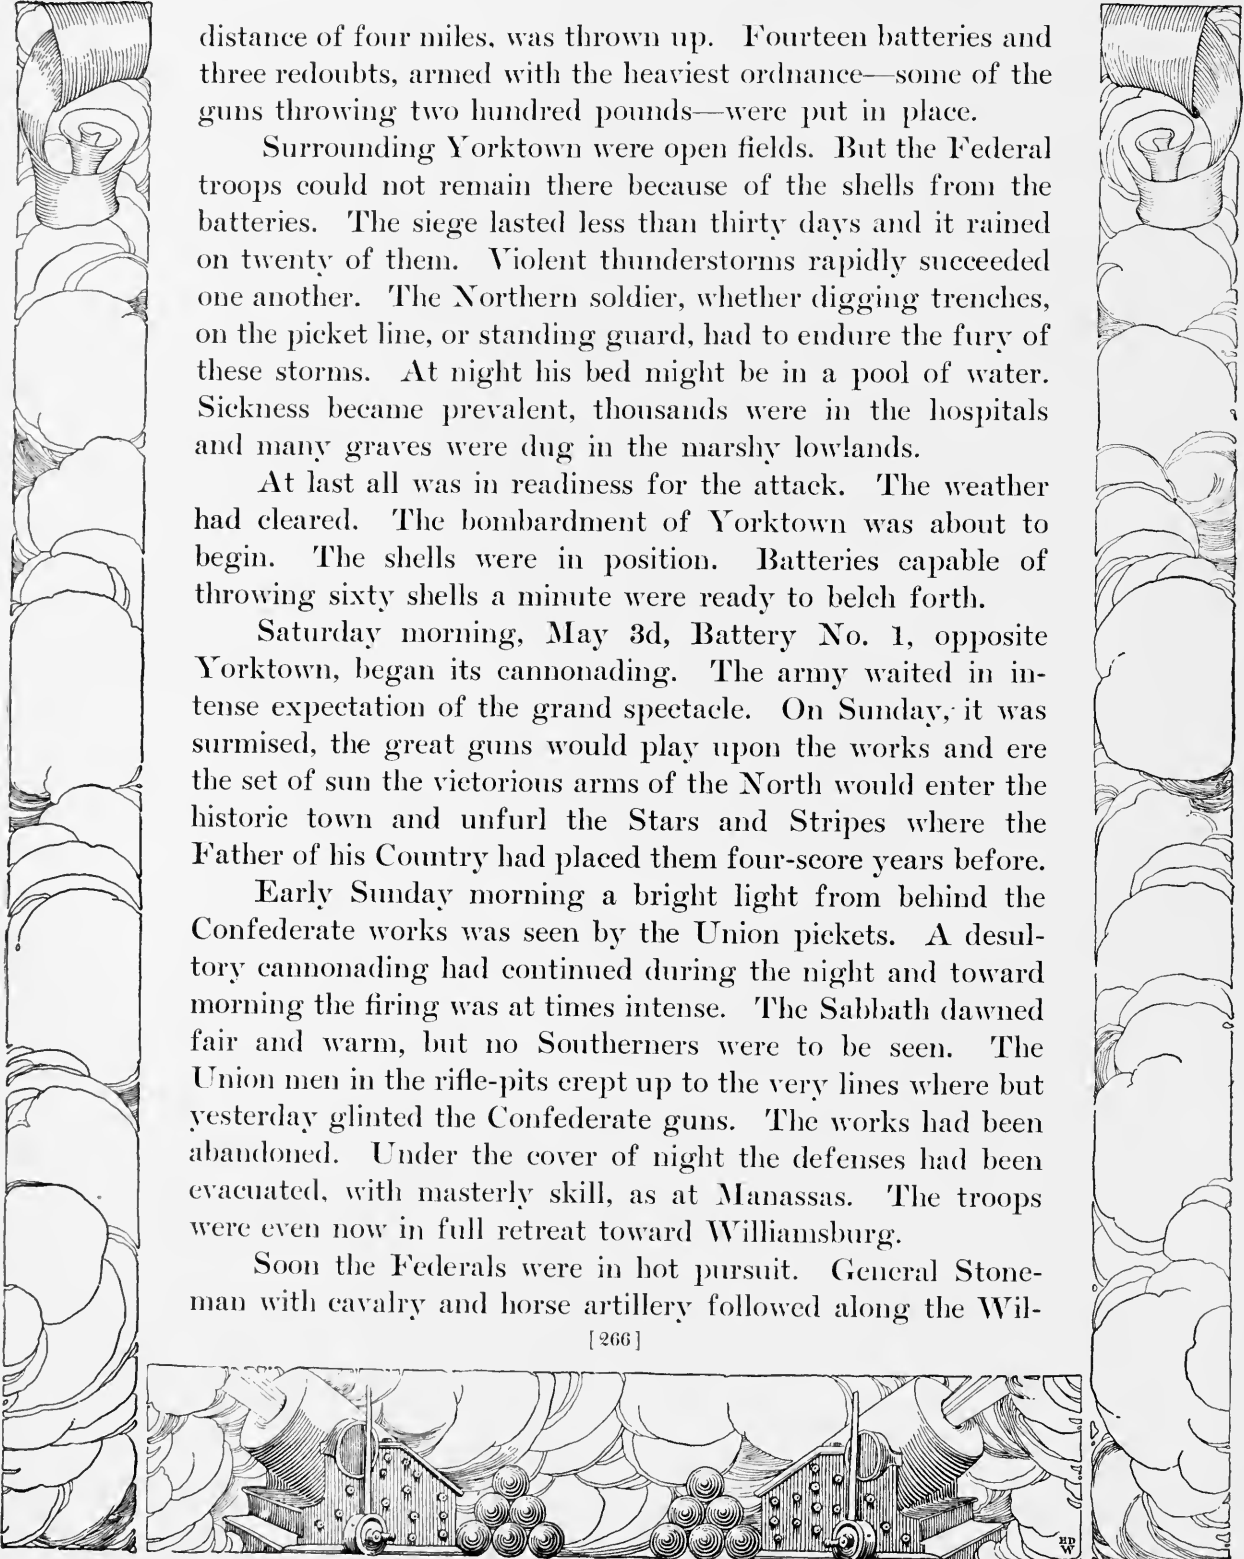 distance of four miles, was thrown up. Fourteen batteries and
three redoubts, armed with the heaviest ordnance—some of the
guns throwing two hundred pounds—were put in place.
Surrounding Yorktown were open fields. But the Federal
troops could not remain there because of the shells from the
batteries. The siege lasted less than thirty days and it rained
on twenty of them. Violent thunderstorms rapidly succeeded
one another. The Northern soldier, whether digging trenches,
on the picket line, or standing guard, had to endure the fury of
these storms. At night his bed might be in a pool of water.
Sickness became prevalent, thousands were in the hospitals
and many graves were dug in the marshy lowlands.
At last all was in readiness for the attack. The weather
had cleared. The bombardment of Yorktown was about to
begin. The shells were in position. Batteries capable of
throwing sixty shells a minute were ready to belch forth.
Saturday morning, May 3d, Battery No. 1, opposite
Yorktown, began its cannonading. The army waited in in-
tense expectation of the grand spectacle. On Sunday, it was
surmised, the great guns would play upon the works and ere
the set of sun the victorious arms of the North would enter the
historic town and unfurl the Stars and Stripes where the
Father of his Country had placed them four-score years before.
Early Sunday morning a bright light from behind the
Confederate works was seen by the Union pickets. A desul-
tory cannonading had continued during the night and toward
morning the firing was at times intense. The Sabbath dawned
fair and warm, but no Southerners were to be seen. The
Union men in the rifle-pits crept up to the very lines where but
yesterday glinted the Confederate guns. The works had been
abandoned. Under the cover of night the defenses had been
evacuated, with masterly skill, as at Manassas. The troops
were even now in full retreat toward Williamsburg.
Soon the Federals were in hot pursuit. General Stone-
man with cavalry and horse artillery followed along the Wil-
[266]
HD
W